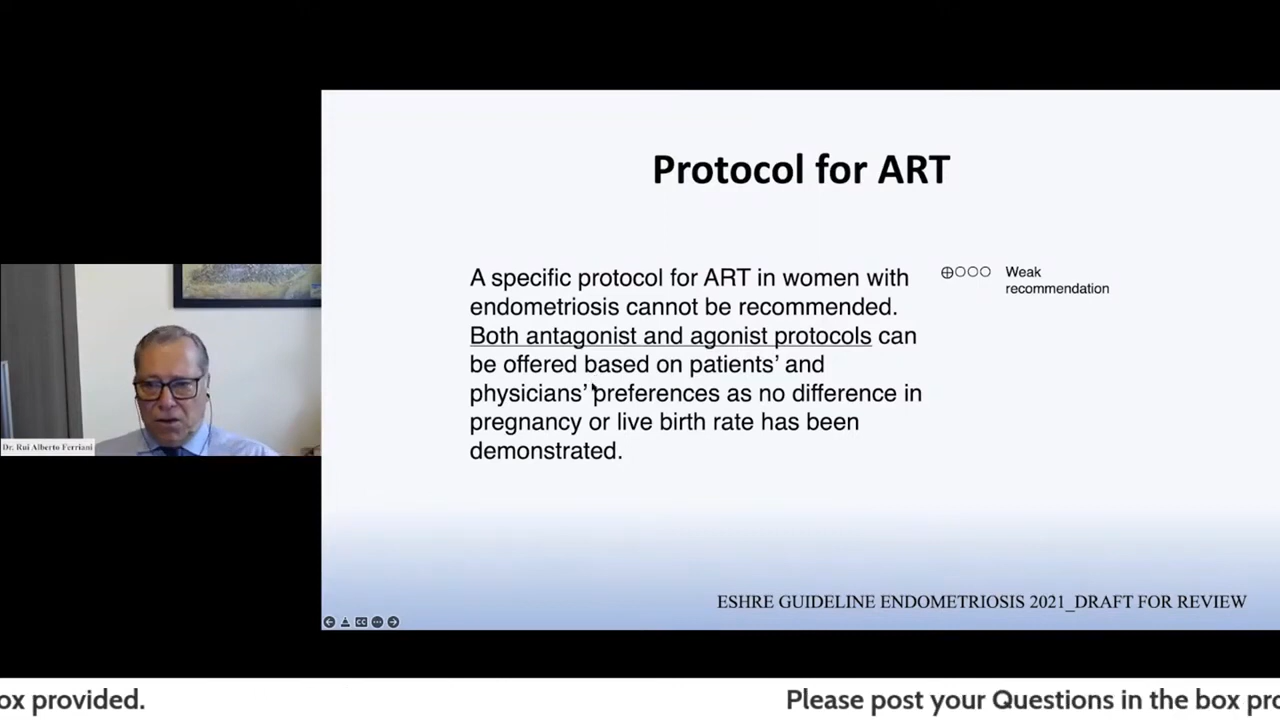 Protocol for ART
A specific protocol for ART in women with
endometriosis cannot be recommended.
Both antagonist and agonist protocols can
be offered based on patients’ and
physicians’ preferences as no difference in
pregnancy or live birth rate has been
demonstrated.
⊕○○○ Weak
recommendation
Dr. Rui Alberto Ferriani
ESHRE GUIDELINE ENDOMETRIOSIS 2021_DRAFT FOR REVIEW
CC
ox provided.
Please post your Questions in the box pro